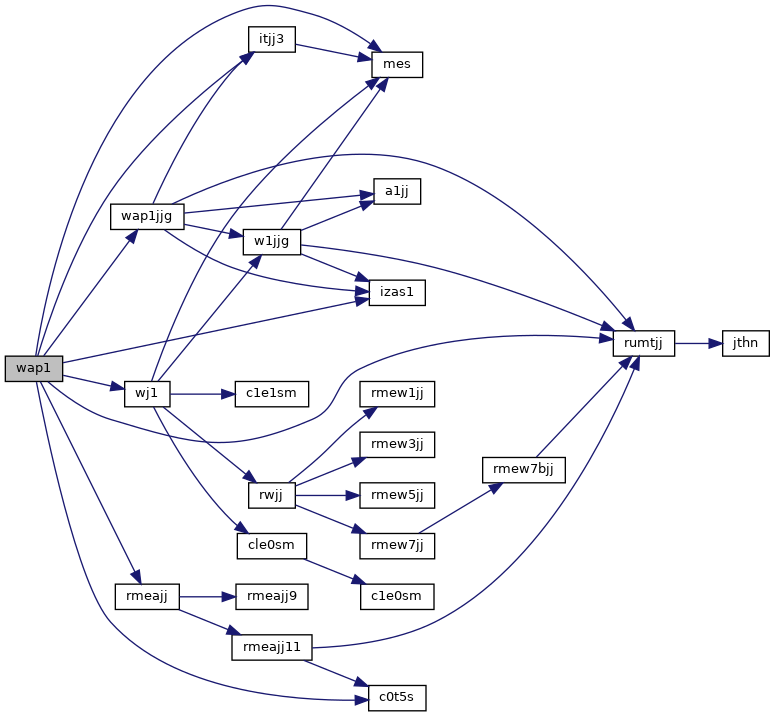 itjj3
mes
a1jj
wap1jjg
w1jjg
izas1
rumtjj
jthn
wap1
wj1
c1e1sm
rmew1jj
rmew3jj
rmew7bjj
rwjj
rmew5jj
cle0sm
rmew7jj
rmeajj
rmeajj9
c1e0sm
rmeajj11
c0t5s